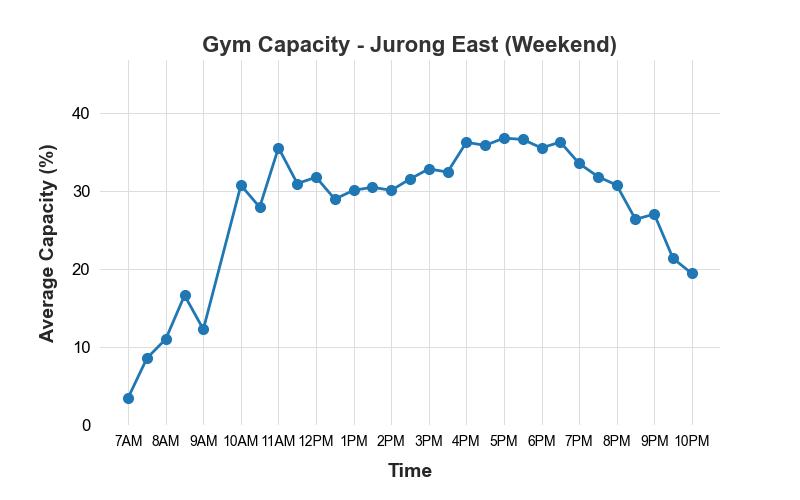 Gym Capacity - Jurong East (Weekend)
Average Capacity (%)
40
30
20
10
0
7AM 8AM 9AM 10AM 11AM 12PM 1PM 2PM 3PM 4PM 5PM 6PM 7PM 8PM 9PM 10PM
Time